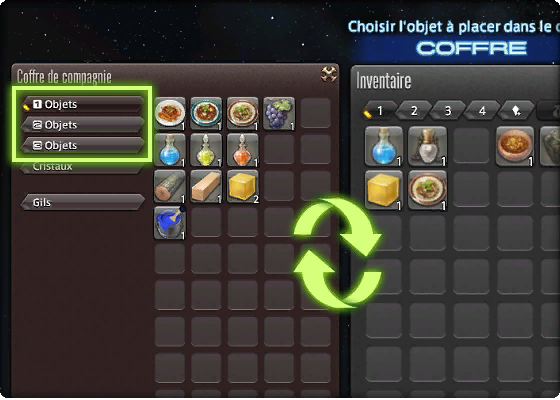 Choisir l'objet à placer dans le
COFFRE
Coffre de compagnie
1 Objets
2 Objets
3 Objets
Cristaux
Gils
1 1 1 1
1 1 1
1 1 2
1
Inventaire
1 2 3 4
1 1 1
1 1